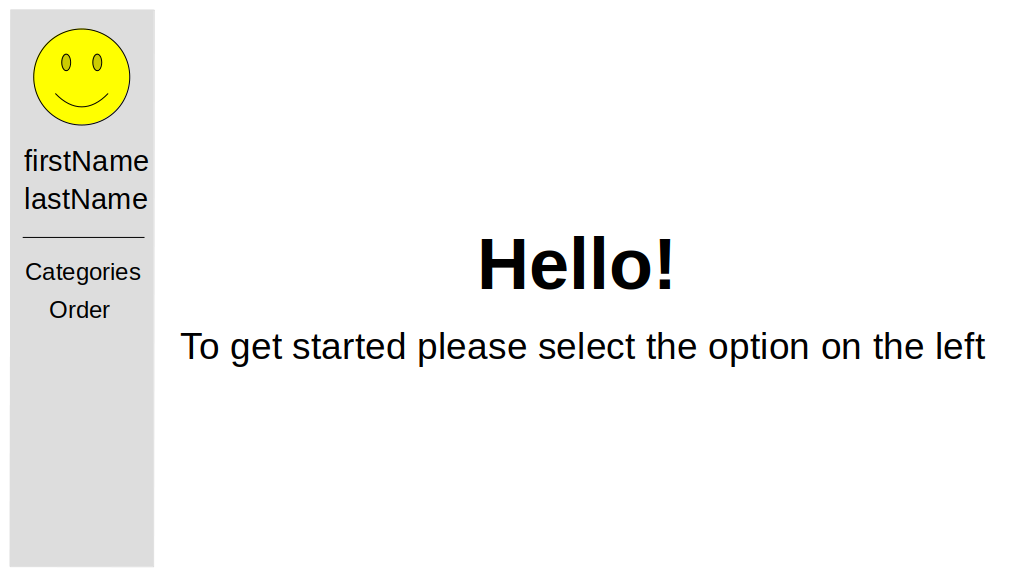 firstName
lastName
Categories
Order
Hello!
To get started please select the option on the left